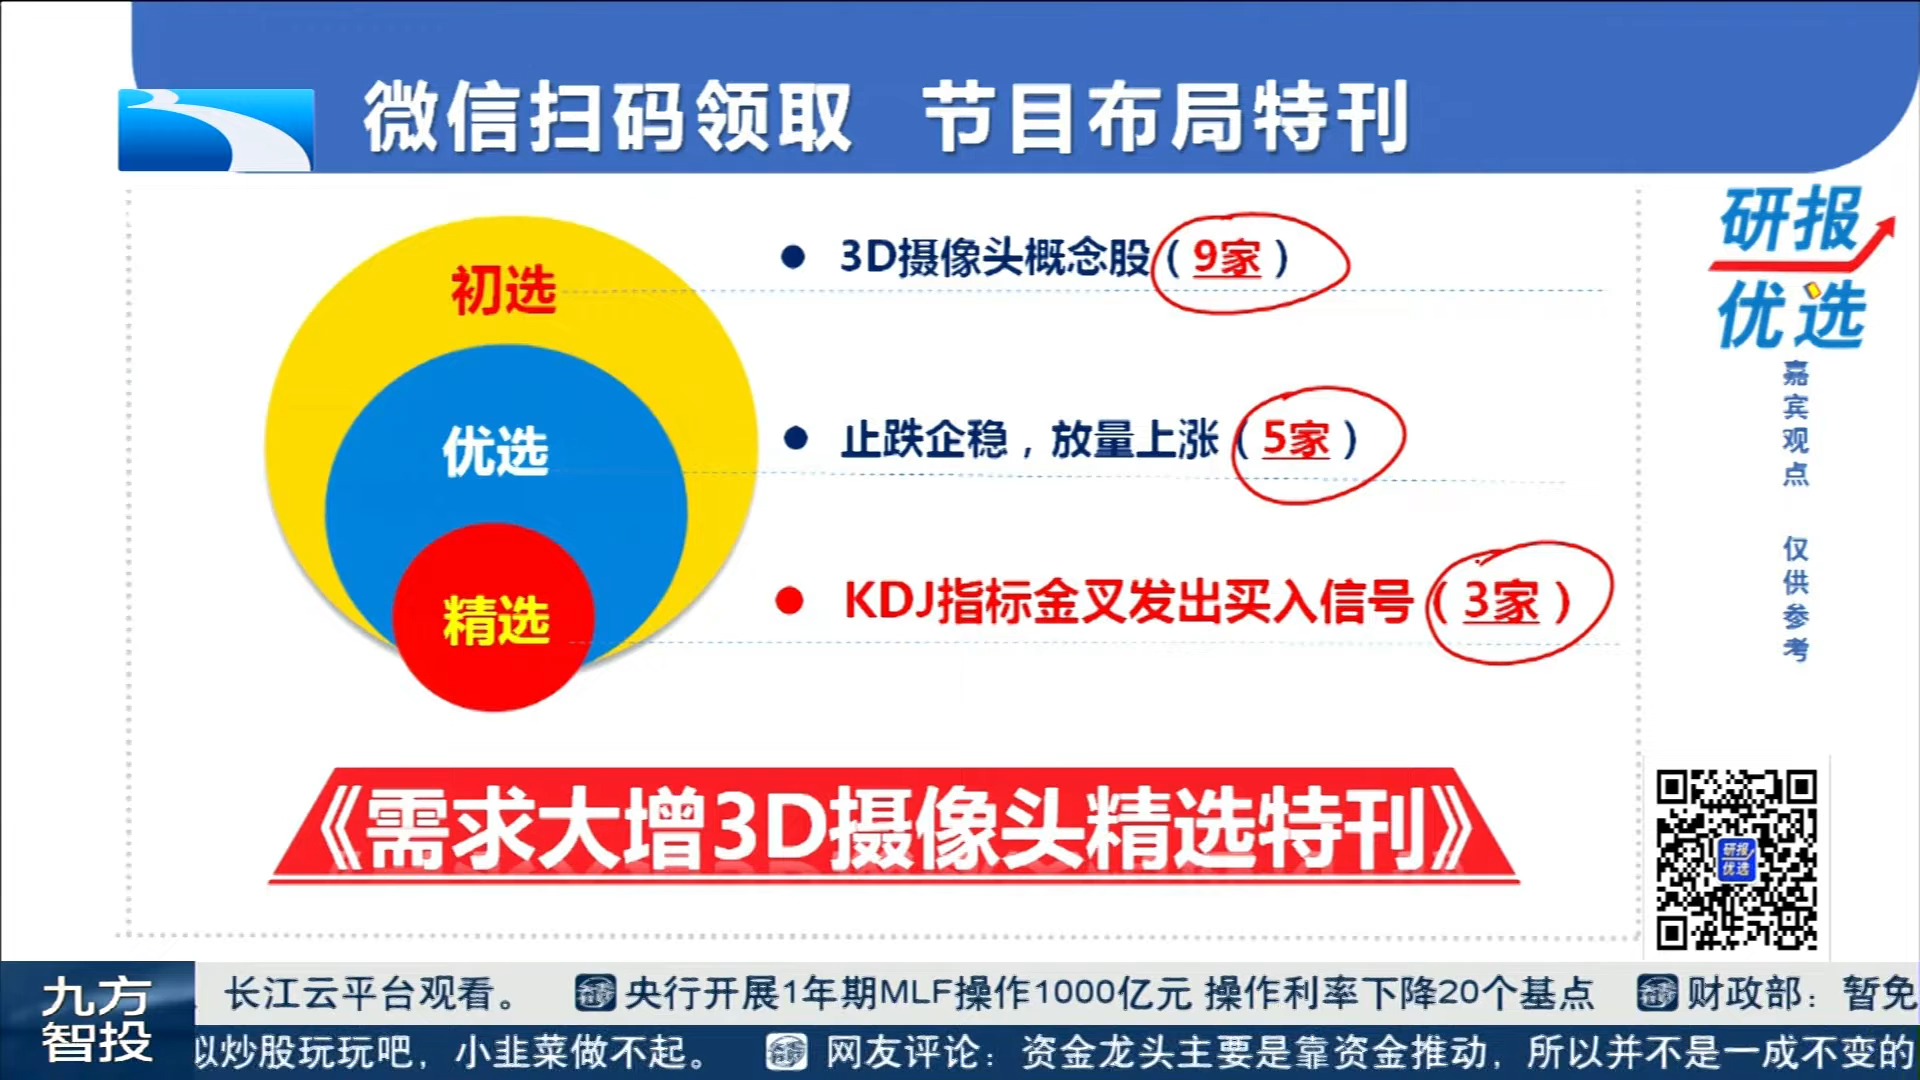 微信扫码领取 节目布局特刊
研报
优选
嘉宾观点 仅供参考
初选
● 3D摄像头概念股（9家）
优选
● 止跌企稳，放量上涨（5家）
精选
● KDJ指标金叉发出买入信号（3家）
《需求大增3D摄像头精选特刊》
研报
优选
九方
智投
长江云平台观看。 央行开展1年期MLF操作1000亿元 操作利率下降20个基点 财政部：暂免
炒股玩玩吧，小韭菜做不起。 网友评论：资金龙头主要是靠资金推动，所以并不是一成不变的